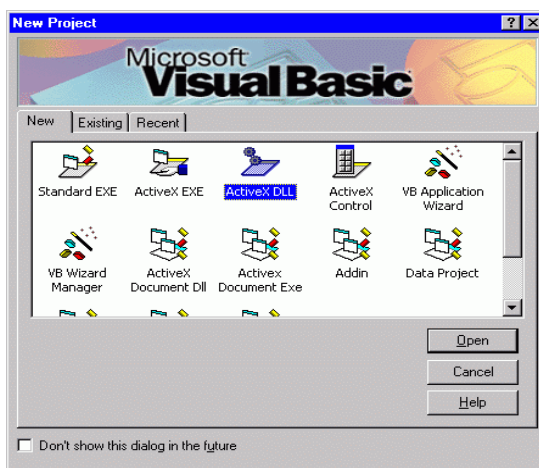 New Project
Microsoft
Visual Basic
New Existing Recent
Standard EXE ActiveX EXE ActiveX DLL ActiveX Control VB Application Wizard
VB Wizard Manager ActiveX Document Dll Activex Document Exe Addin Data Project
Open
Cancel
Help
Don't show this dialog in the future